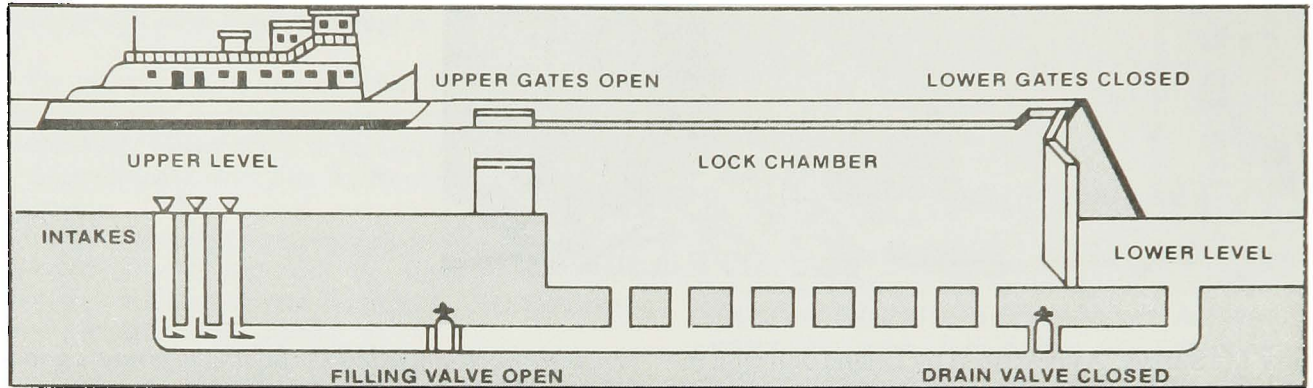 UPPER GATES OPEN
LOWER GATES CLOSED
UPPER LEVEL
LOCK CHAMBER
INTAKES
LOWER LEVEL
FILLING VALVE OPEN
DRAIN VALVE CLOSED